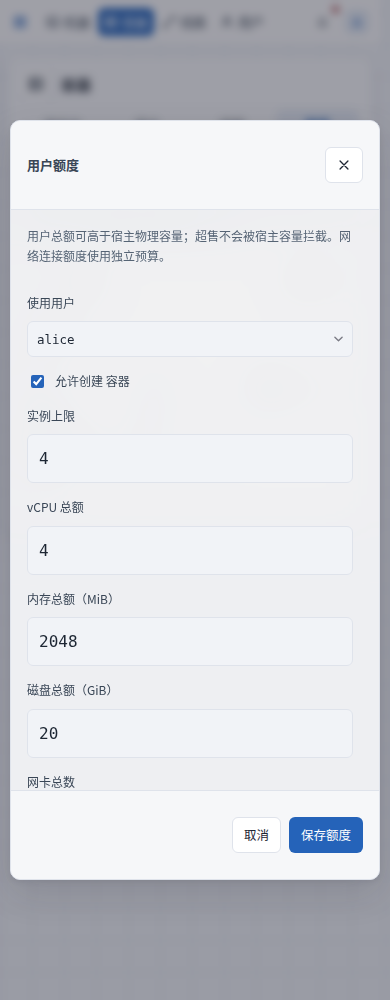 用户额度
用户总额可高于宿主物理容量；超售不会被宿主容量拦截。网
络连接额度使用独立预算。
使用用户
alice
允许创建 容器
实例上限
4
vCPU 总额
4
内存总额（MiB）
2048
磁盘总额（GiB）
20
网卡总数
取消
保存额度